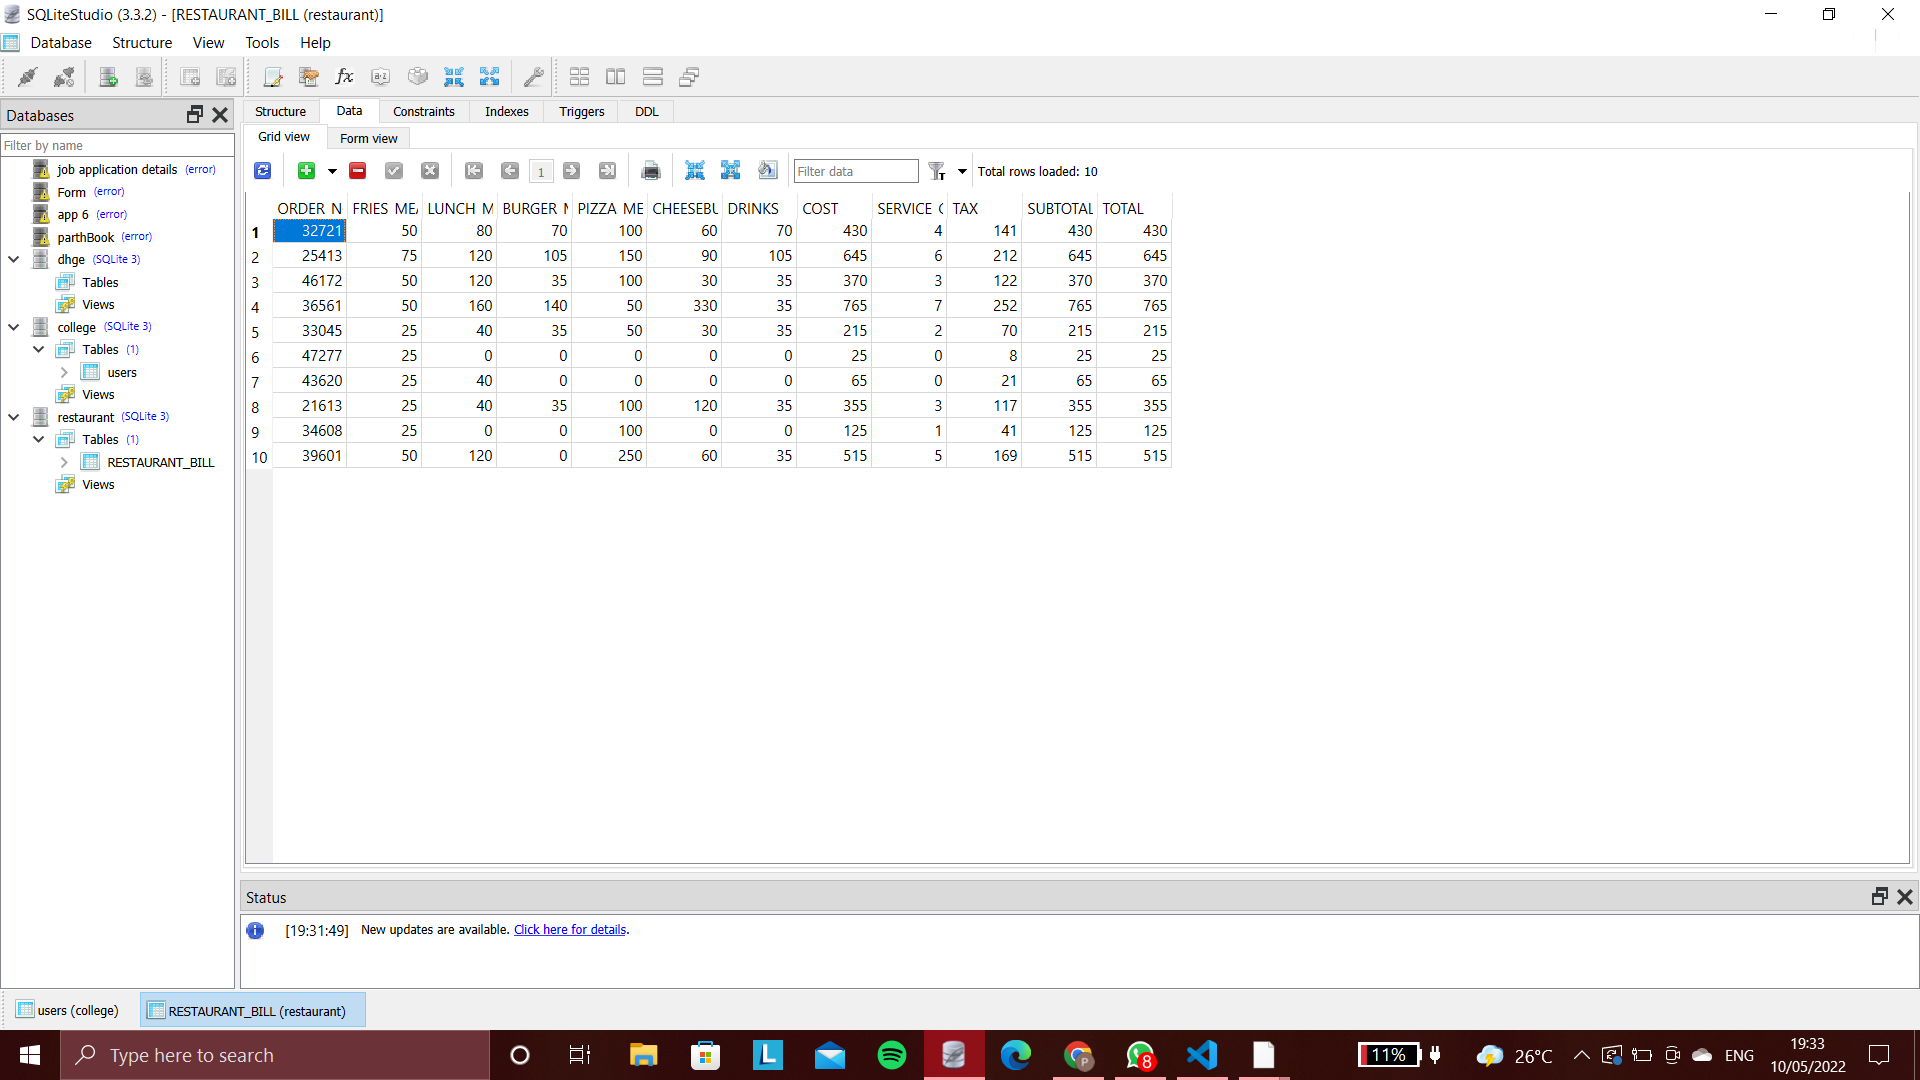 SQLiteStudio (3.3.2) - [RESTAURANT_BILL (restaurant)]
Database Structure View Tools Help
Databases
Filter by name
job application details (error)
Form (error)
app 6 (error)
parthBook (error)
dhge (SQLite 3)
Tables
Views
college (SQLite 3)
Tables (1)
users
Views
restaurant (SQLite 3)
Tables (1)
RESTAURANT_BILL
Views
Structure Data Constraints Indexes Triggers DDL
Grid view Form view
1 Filter data Total rows loaded: 10
ORDER N FRIES MEA LUNCH M BURGER M PIZZA ME CHEESEBU DRINKS COST SERVICE C TAX SUBTOTAL TOTAL
1 32721 50 80 70 100 60 70 430 4 141 430 430
2 25413 75 120 105 150 90 105 645 6 212 645 645
3 46172 50 120 35 100 30 35 370 3 122 370 370
4 36561 50 160 140 50 330 35 765 7 252 765 765
5 33045 25 40 35 50 30 35 215 2 70 215 215
6 47277 25 0 0 0 0 0 25 0 8 25 25
7 43620 25 40 0 0 0 0 65 0 21 65 65
8 21613 25 40 35 100 120 35 355 3 117 355 355
9 34608 25 0 0 100 0 0 125 1 41 125 125
10 39601 50 120 0 250 60 35 515 5 169 515 515
Status
[19:31:49] New updates are available. Click here for details.
users (college) RESTAURANT_BILL (restaurant)
Type here to search
L
P
8
11%
26°C
ENG
19:33
10/05/2022